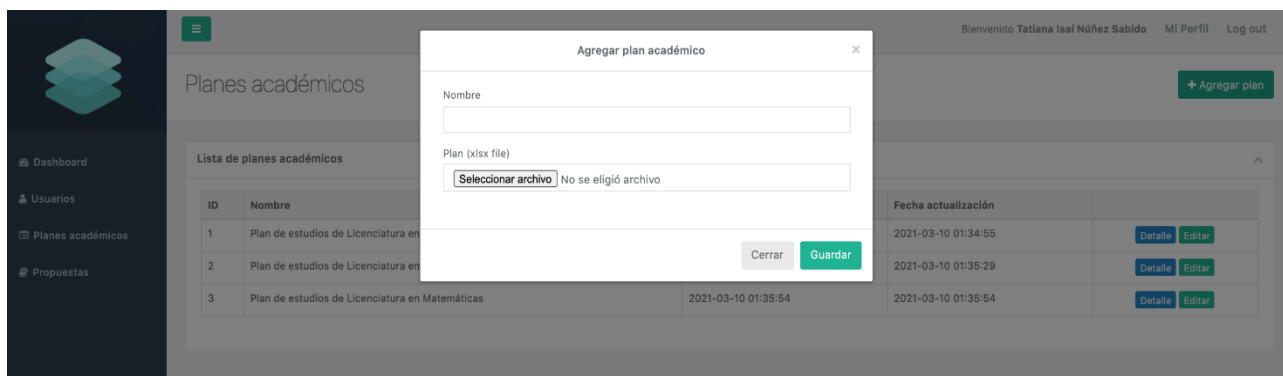 Bienvenido Tatiana Isaí Núñez Sabido Mi Perfil Log out
Agregar plan académico ×
Planes académicos
+ Agregar plan
Nombre
Plan (xlsx file)
Seleccionar archivo No se eligió archivo
Cerrar Guardar
Dashboard
Usuarios
Planes académicos
Propuestas
Lista de planes académicos
ID Nombre Fecha actualización
1 Plan de estudios de Licenciatura en 2021-03-10 01:34:55 Detalle Editar
2 Plan de estudios de Licenciatura en 2021-03-10 01:35:29 Detalle Editar
3 Plan de estudios de Licenciatura en Matemáticas 2021-03-10 01:35:54 2021-03-10 01:35:54 Detalle Editar